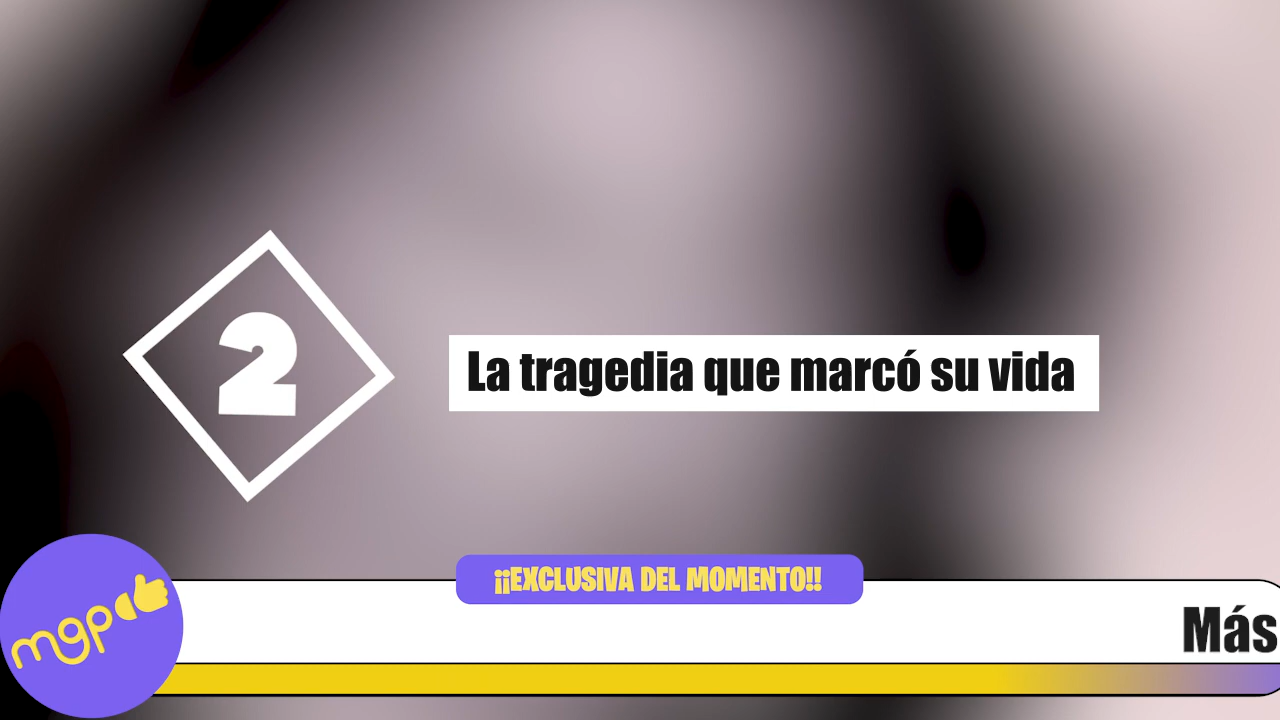 2
La tragedia que marcó su vida
¡¡EXCLUSIVA DEL MOMENTO!!
Más
mgp